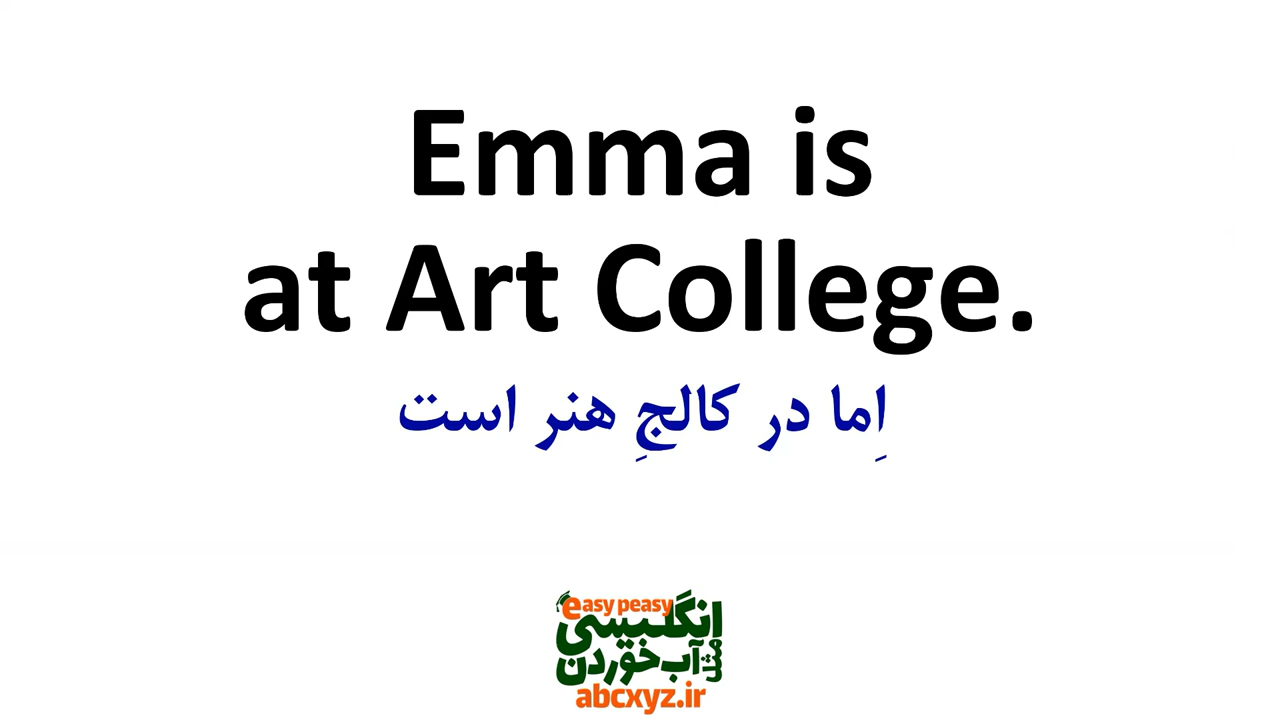 Emma is
at Art College.
اِما در کالجِ هنر است
easy peasy
انگلیسی
مثل آب خوردن
abcxyz.ir